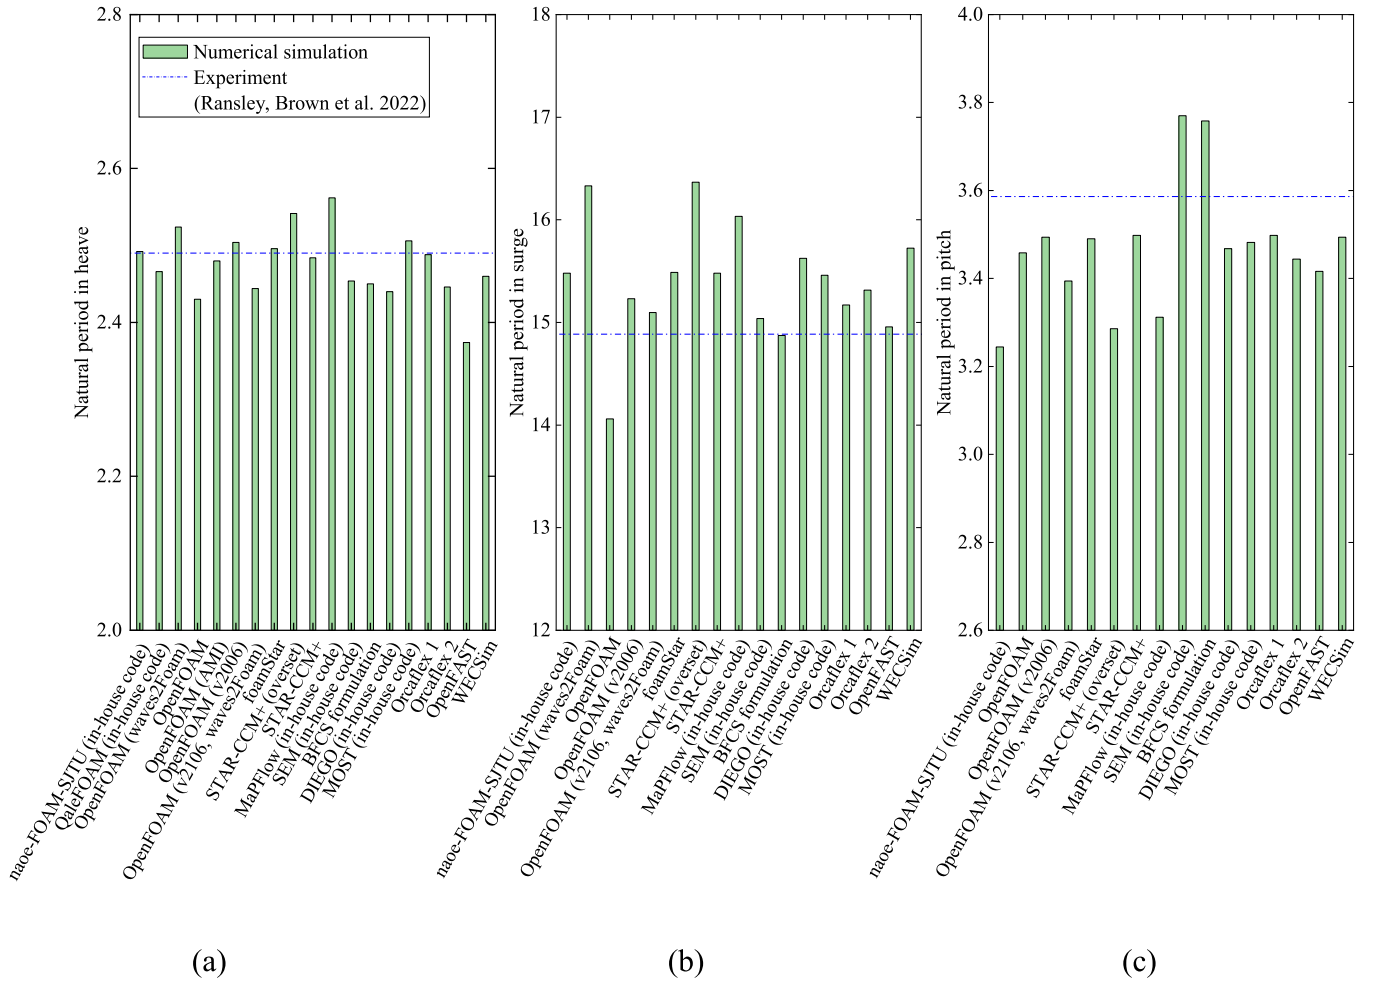 2.8
2.6
2.4
2.2
2.0
Natural period in heave
Numerical simulation
Experiment
(Ransley, Brown et al. 2022)
naoe-FOAM-SJTU (in-house code)
QaleFOAM (in-house code)
OpenFOAM (waves2Foam)
OpenFOAM
OpenFOAM (AMI)
OpenFOAM (v2006)
OpenFOAM (v2106, waves2Foam)
foamStar
STAR-CCM+ (overset)
STAR-CCM+
MaPFlow (in-house code)
SEM (in-house code)
BFCS formulation
DIEGO (in-house code)
MOST (in-house code)
Orcaflex 1
Orcaflex 2
OpenFAST
WECSim
(a)
18
17
16
15
14
13
12
Natural period in surge
naoe-FOAM-SJTU (in-house code)
OpenFOAM (waves2Foam)
OpenFOAM
OpenFOAM (v2006)
OpenFOAM (v2106, waves2Foam)
foamStar
STAR-CCM+ (overset)
STAR-CCM+
MaPFlow (in-house code)
SEM (in-house code)
BFCS formulation
DIEGO (in-house code)
MOST (in-house code)
Orcaflex 1
Orcaflex 2
OpenFAST
WECSim
(b)
4.0
3.8
3.6
3.4
3.2
3.0
2.8
2.6
Natural period in pitch
naoe-FOAM-SJTU (in-house code)
OpenFOAM
OpenFOAM (v2006)
OpenFOAM (v2106, waves2Foam)
foamStar
STAR-CCM+ (overset)
STAR-CCM+
MaPFlow (in-house code)
SEM (in-house code)
BFCS formulation
DIEGO (in-house code)
MOST (in-house code)
Orcaflex 1
Orcaflex 2
OpenFAST
WECSim
(c)